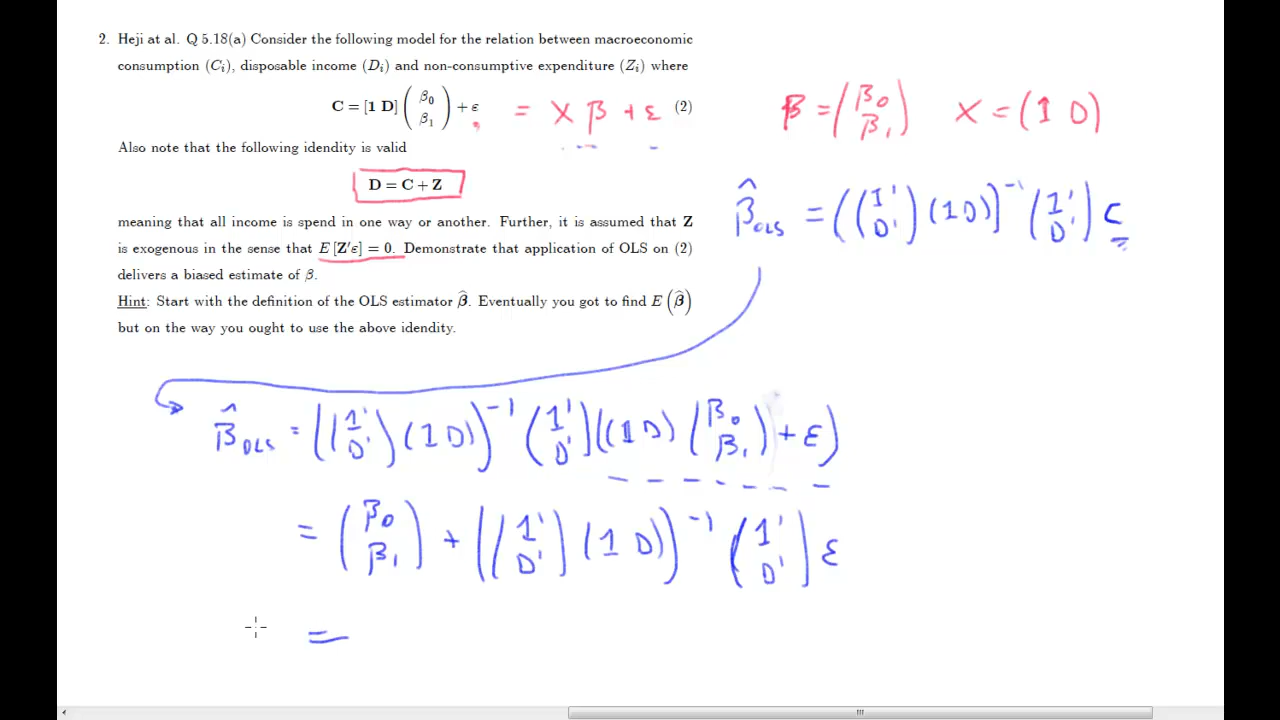 2. Heji at al. Q 5.18(a) Consider the following model for the relation between macroeconomic
consumption (Cᵢ), disposable income (Dᵢ) and non-consumptive expenditure (Zᵢ) where
C = [1 D] (β₀ β₁) + ε = X β + ε (2)
β = (β₀ β₁) X = (1 D)
Also note that the following idendity is valid
D = C + Z
β̂_OLS = ((1' D') (1 D))⁻¹ (1' D') C
meaning that all income is spend in one way or another. Further, it is assumed that Z
is exogenous in the sense that E [Z'ε] = 0. Demonstrate that application of OLS on (2)
delivers a biased estimate of β.
Hint: Start with the definition of the OLS estimator β̂. Eventually you got to find E (β̂)
but on the way you ought to use the above idendity.
β̂_OLS = ((1' D') (1 D))⁻¹ (1' D') ((1 D) (β₀ β₁) + ε)
= (β₀ β₁) + ((1' D') (1 D))⁻¹ (1' D') ε
=